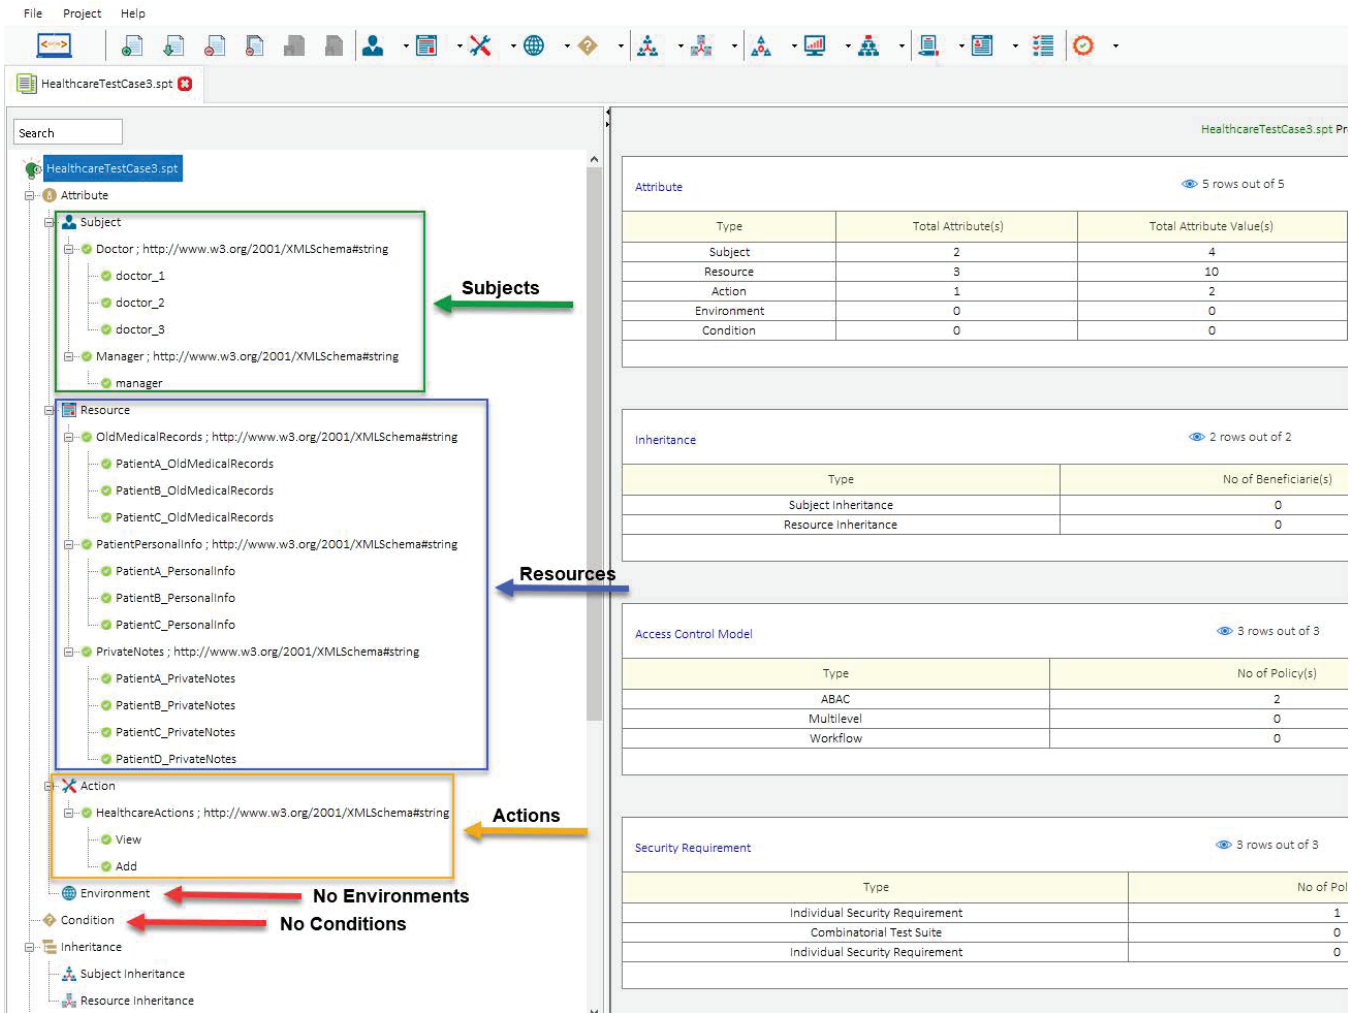 File Project Help
HealthcareTestCase3.spt
Search
HealthcareTestCase3.spt
Attribute
Subject
Doctor ; http://www.w3.org/2001/XMLSchema#string
doctor_1
doctor_2
doctor_3
Manager ; http://www.w3.org/2001/XMLSchema#string
manager
Subjects
Resource
OldMedicalRecords ; http://www.w3.org/2001/XMLSchema#string
PatientA_OldMedicalRecords
PatientB_OldMedicalRecords
PatientC_OldMedicalRecords
PatientPersonalInfo ; http://www.w3.org/2001/XMLSchema#string
PatientA_PersonalInfo
PatientB_PersonalInfo
PatientC_PersonalInfo
Resources
PrivateNotes ; http://www.w3.org/2001/XMLSchema#string
PatientA_PrivateNotes
PatientB_PrivateNotes
PatientC_PrivateNotes
PatientD_PrivateNotes
Action
HealthcareActions ; http://www.w3.org/2001/XMLSchema#string
View
Add
Actions
Environment
No Environments
Condition
No Conditions
Inheritance
Subject Inheritance
Resource Inheritance
HealthcareTestCase3.spt Pr
Attribute 5 rows out of 5
Type Total Attribute(s) Total Attribute Value(s)
Subject 2 4
Resource 3 10
Action 1 2
Environment 0 0
Condition 0 0
Inheritance 2 rows out of 2
Type No of Beneficiarie(s)
Subject Inheritance 0
Resource Inheritance 0
Access Control Model 3 rows out of 3
Type No of Policy(s)
ABAC 2
Multilevel 0
Workflow 0
Security Requirement 3 rows out of 3
Type No of Pol
Individual Security Requirement 1
Combinatorial Test Suite 0
Individual Security Requirement 0